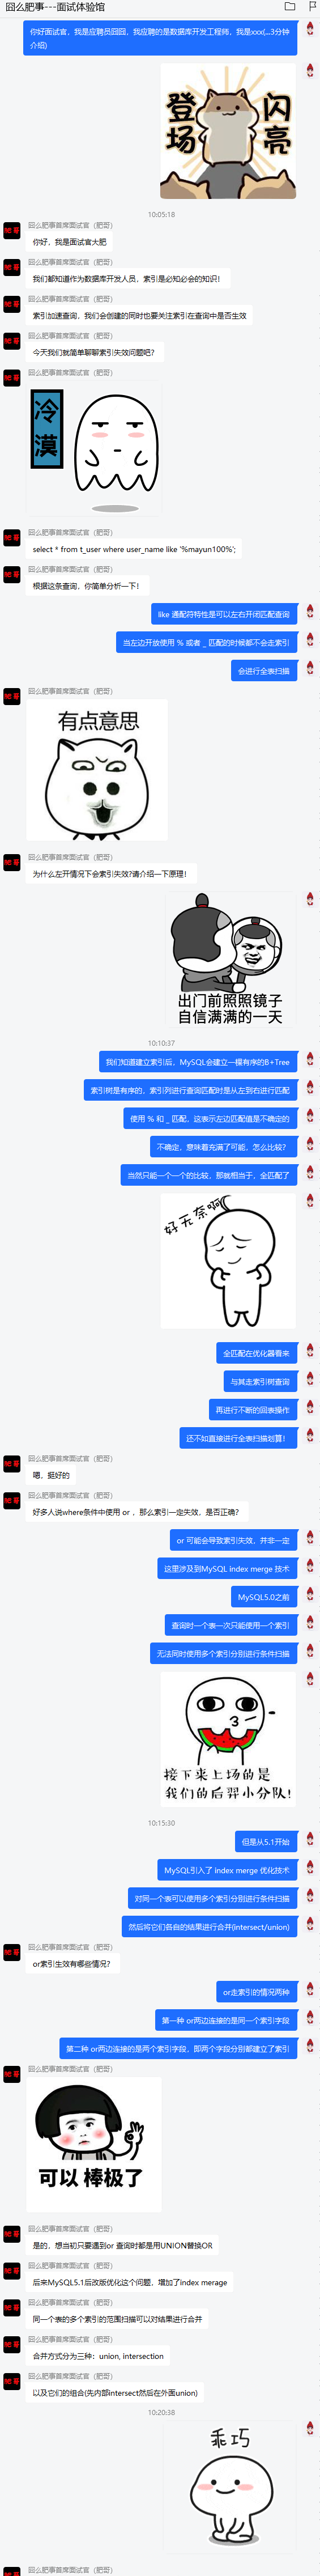 囧么肥事---面试体验馆
你好面试官，我是应聘员囧囧，我应聘的是数据库开发工程师，我是xxx(...3分钟
介绍)
登场
闪亮
10:05:18
囧么肥事首席面试官（肥哥）
你好，我是面试官大肥
囧么肥事首席面试官（肥哥）
我们都知道作为数据库开发人员，索引是必知必会的知识！
囧么肥事首席面试官（肥哥）
索引加速查询，我们会创建的同时也要关注索引在查询中是否生效
囧么肥事首席面试官（肥哥）
今天我们就简单聊聊索引失效问题吧？
囧么肥事首席面试官（肥哥）
冷漠
囧么肥事首席面试官（肥哥）
select * from t_user where user_name like '%mayun100%';
囧么肥事首席面试官（肥哥）
根据这条查询，你简单分析一下！
like 通配符特性是可以左右开闭匹配查询
当左边开放使用 % 或者 _ 匹配的时候都不会走索引
会进行全表扫描
囧么肥事首席面试官（肥哥）
有点意思
囧么肥事首席面试官（肥哥）
为什么左开情况下会索引失效?请介绍一下原理！
出门前照照镜子
自信满满的一天
10:10:37
我们知道建立索引后，MySQL会建立一棵有序的B+Tree
索引树是有序的，索引列进行查询匹配时是从左到右进行匹配
使用 % 和 _ 匹配，这表示左边匹配值是不确定的
不确定，意味着充满了可能，怎么比较？
当然只能一个一个的比较，那就相当于，全匹配了
好无奈啊
全匹配在优化器看来
与其走索引树查询
再进行不断的回表操作
还不如直接进行全表扫描划算！
囧么肥事首席面试官（肥哥）
嗯，挺好的
囧么肥事首席面试官（肥哥）
好多人说where条件中使用 or ，那么索引一定失效，是否正确？
or 可能会导致索引失效，并非一定
这里涉及到MySQL index merge 技术
MySQL5.0之前
查询时一个表一次只能使用一个索引
无法同时使用多个索引分别进行条件扫描
接下来上场的是
我们的后羿小分队！
10:15:30
但是从5.1开始
MySQL引入了 index merge 优化技术
对同一个表可以使用多个索引分别进行条件扫描
然后将它们各自的结果进行合并(intersect/union)
囧么肥事首席面试官（肥哥）
or索引生效有哪些情况？
or走索引的情况两种
第一种 or两边连接的是同一个索引字段
第二种 or两边连接的是两个索引字段，即两个字段分别都建立了索引
囧么肥事首席面试官（肥哥）
可以 棒极了
囧么肥事首席面试官（肥哥）
是的，想当初只要遇到or 查询时都是用UNION替换OR
囧么肥事首席面试官（肥哥）
后来MySQL5.1后改版优化这个问题，增加了index merage
囧么肥事首席面试官（肥哥）
同一个表的多个索引的范围扫描可以对结果进行合并
囧么肥事首席面试官（肥哥）
合并方式分为三种：union, intersection
囧么肥事首席面试官（肥哥）
以及它们的组合(先内部intersect然后在外面union)
10:20:38
乖巧
囧么肥事首席面试官（肥哥）